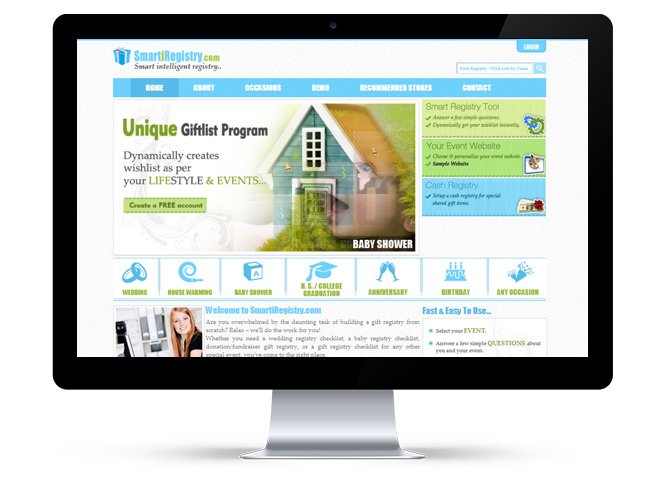 LOGIN
SmartiRegistry.com
Smart intelligent registry..
Find Registry / Wish List by Name
HOME ABOUT OCCASIONS DEMO RECOMMENDED STORES CONTACT
Unique Giftlist Program
Dynamically creates
wishlist as per
your LIFESTYLE & EVENTS...
Create a FREE account
BABY SHOWER
Smart Registry Tool
Answer a few simple questions.
Dynamically get your wishlist instantly.
Your Event Website
Choose & personalize your event website.
Sample Website
Cash Registry
Setup a cash registry for special
shared gift items.
WEDDING
HOUSE WARMING
BABY SHOWER
H. S. / COLLEGE
GRADUATION
ANNIVERSARY
BIRTHDAY
ANY OCCASION
Welcome to SmartiRegistry.com
Are you overwhelmed by the daunting task of building a gift registry from
scratch? Relax – we'll do the work for you!
Whether you need a wedding registry checklist, a baby registry checklist,
donation/fundraiser gift registry, or a gift registry checklist for any other
special event, you've come to the right place.
Fast & Easy To Use..
Select your EVENT.
Answer a few simple QUESTIONS about
you and your event.